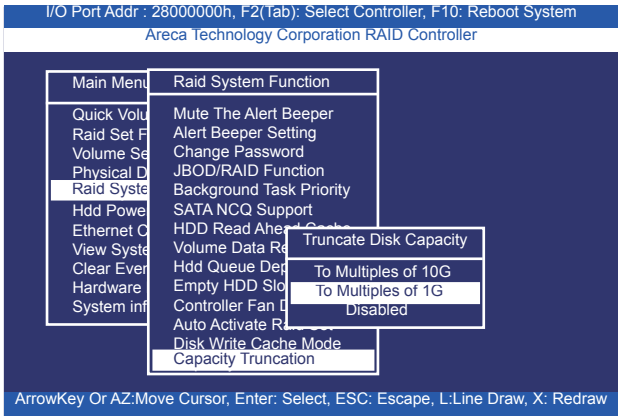 I/O Port Addr : 28000000h, F2(Tab): Select Controller, F10: Reboot System
Areca Technology Corporation RAID Controller
Main Menu
Quick Volu
Raid Set F
Volume Se
Physical D
Raid Syste
Hdd Powe
Ethernet C
View Syste
Clear Even
Hardware
System inf
Raid System Function
Mute The Alert Beeper
Alert Beeper Setting
Change Password
JBOD/RAID Function
Background Task Priority
SATA NCQ Support
HDD Read Ahead Cache
Volume Data Re
Hdd Queue Dep
Empty HDD Slo
Controller Fan D
Auto Activate Raid Set
Disk Write Cache Mode
Capacity Truncation
Truncate Disk Capacity
To Multiples of 10G
To Multiples of 1G
Disabled
ArrowKey Or AZ:Move Cursor, Enter: Select, ESC: Escape, L:Line Draw, X: Redraw